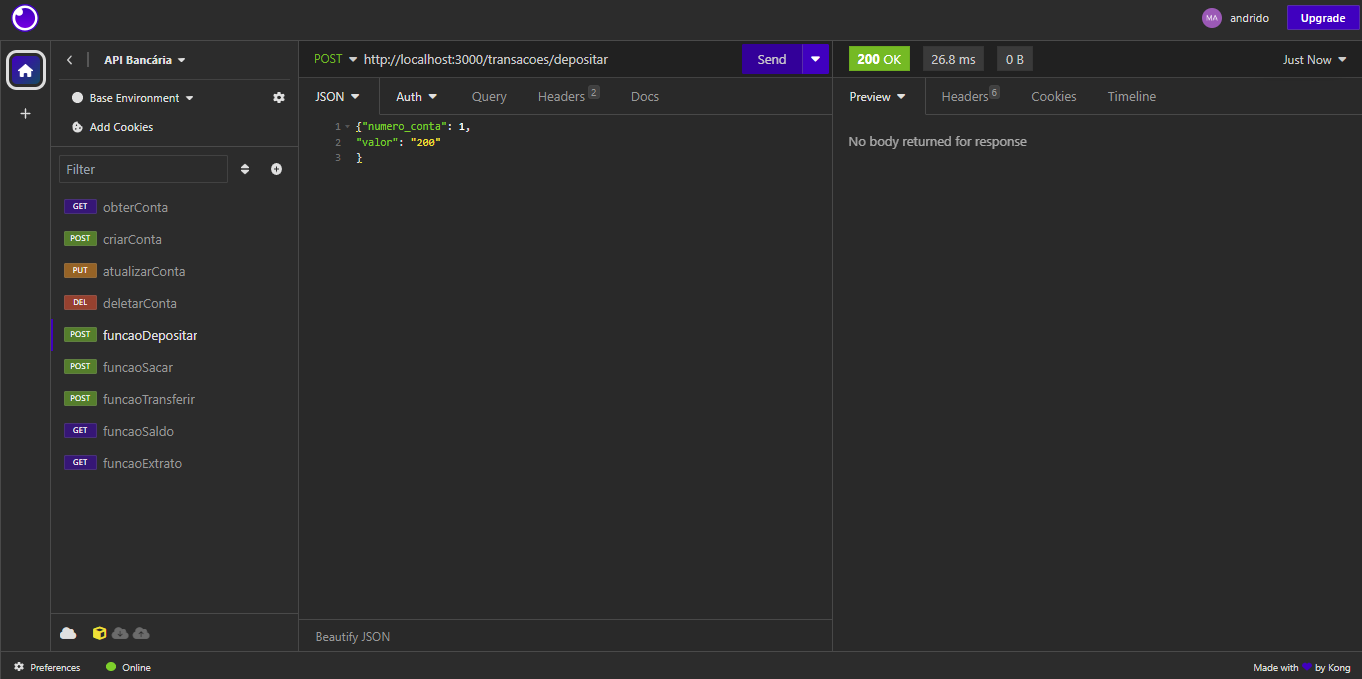 MA andrido Upgrade
API Bancária
Base Environment
Add Cookies
Filter
GET obterConta
POST criarConta
PUT atualizarConta
DEL deletarConta
POST funcaoDepositar
POST funcaoSacar
POST funcaoTransferir
GET funcaoSaldo
GET funcaoExtrato
POST http://localhost:3000/transacoes/depositar Send
JSON Auth Query Headers 2 Docs
1 {"numero_conta": 1,
2 "valor": "200"
3 }
Beautify JSON
200 OK 26.8 ms 0 B Just Now
Preview Headers 6 Cookies Timeline
No body returned for response
Preferences Online Made with by Kong